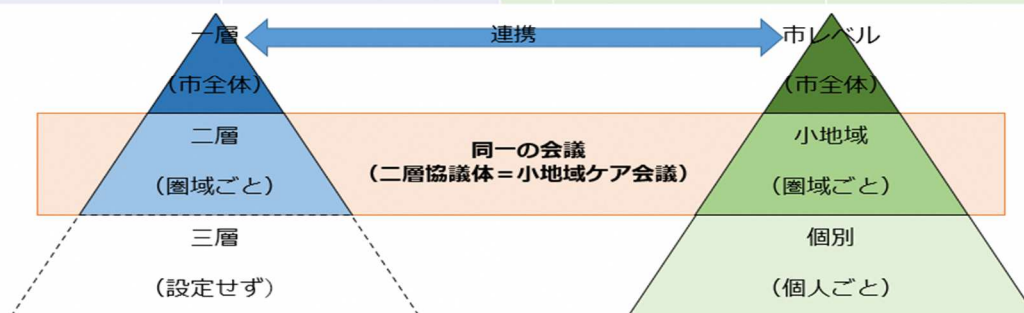 一層
(市全体)
連携
市レベル
(市全体)
二層
(圏域ごと)
同一の会議
(二層協議体＝小地域ケア会議)
小地域
(圏域ごと)
三層
(設定せず)
個別
(個人ごと)